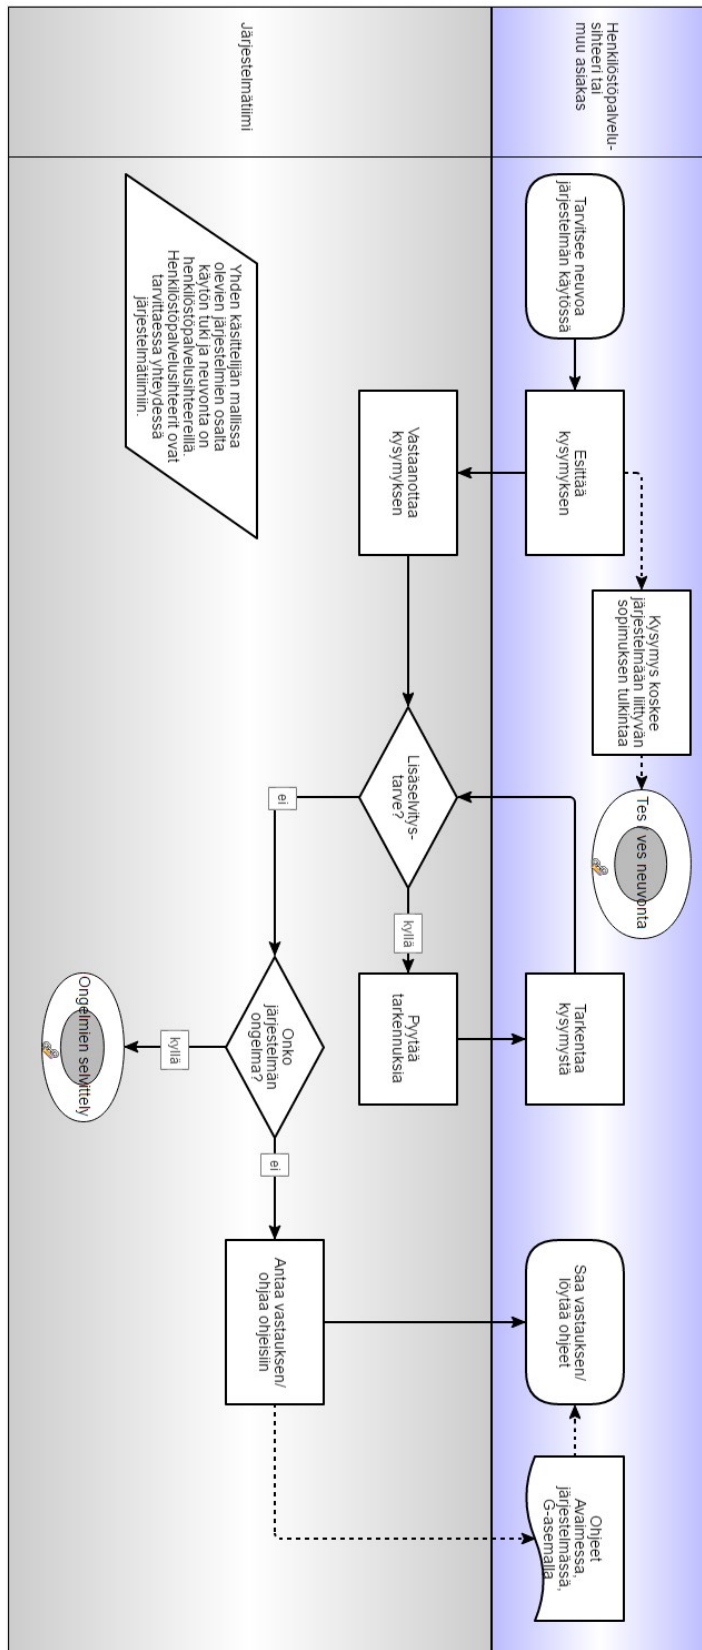 Henkilöstöpalvelu-
sihteeri tai
muu asiakas
Tarvitsee neuvoa
järjestelmän käytössä
Esittää
kysymyksen
Kysymys koskee
järjestelmään liittyvän
sopimuksen tulkintaa
Tes / ves neuvonta
Tarkentaa
kysymystä
Saa vastauksen/
löytää ohjeet
Ohjeet
Avaimessa,
järjestelmässä,
G-asemalla
Järjestelmätiimi
Vastaanottaa
kysymyksen
Lisäselvitys-
tarve?
kyllä
Pyytää
tarkennuksia
ei
Onko
järjestelmän
ongelma?
kyllä
Ongelmien selvittely
ei
Antaa vastauksen/
ohjaa ohjeisiin
Yhden käsittelijän mallissa
olevien järjestelmien osalta
käytön tuki ja neuvonta on
henkilöstöpalvelusihteereillä.
Henkilöstöpalvelusihteerit ovat
tarvittaessa yhteydessä
järjestelmätiimiin.